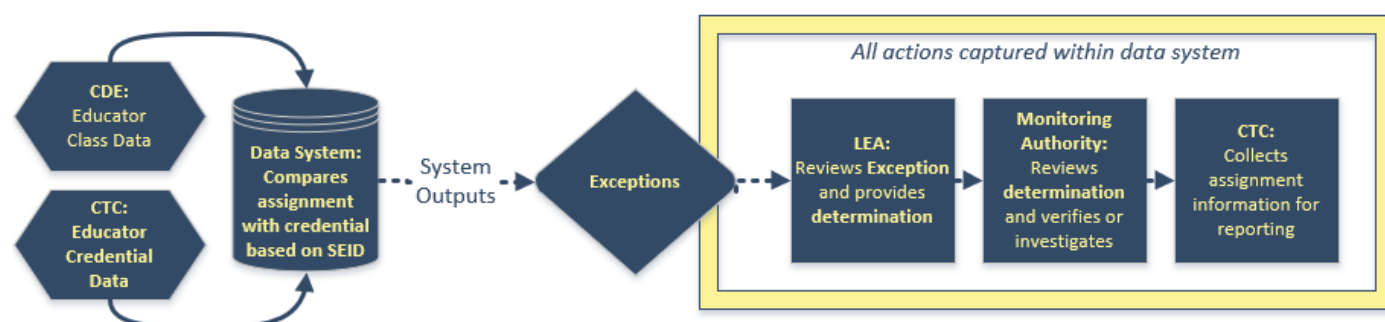 CDE:
Educator
Class Data
CTC:
Educator
Credential
Data
Data System:
Compares
assignment
with credential
based on SEID
System
Outputs
Exceptions
All actions captured within data system
LEA:
Reviews Exception
and provides
determination
Monitoring
Authority:
Reviews
determination
and verifies or
investigates
CTC:
Collects
assignment
information for
reporting